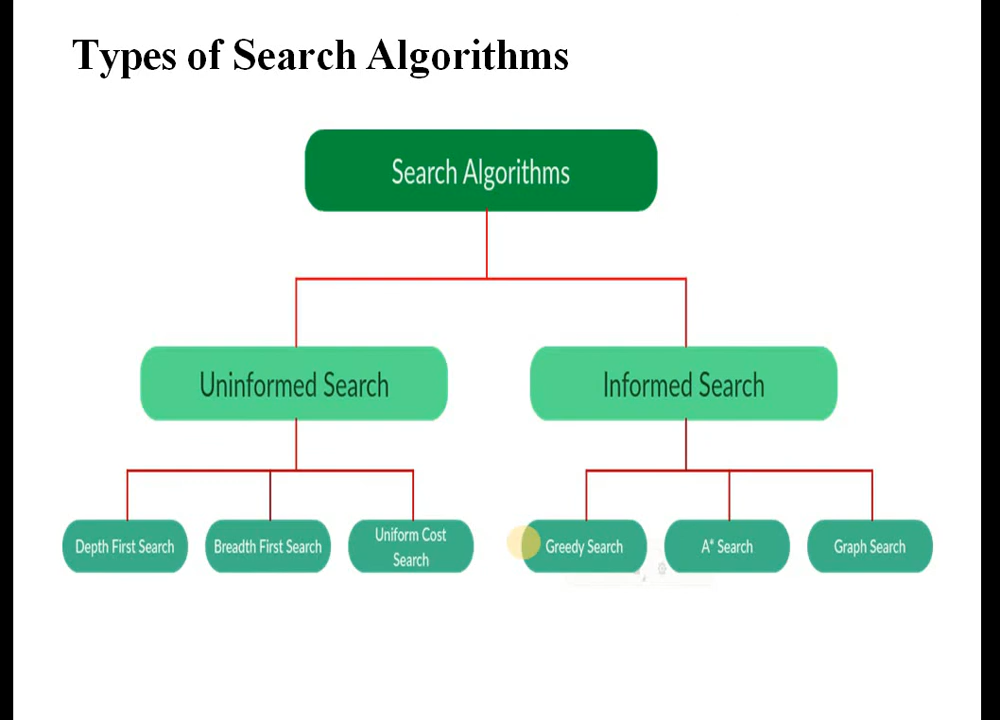 Types of Search Algorithms
Search Algorithms
Uninformed Search
Informed Search
Depth First Search
Breadth First Search
Uniform Cost
Search
Greedy Search
A* Search
Graph Search